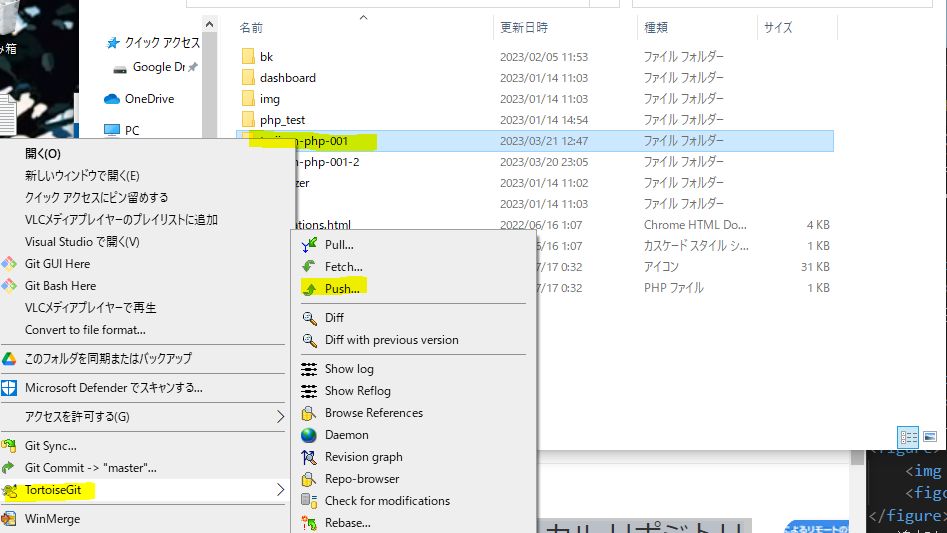 み箱
名前
更新日時
種類
サイズ
クイック アクセス
Google Dr
OneDrive
PC
bk
2023/02/05 11:53
ファイル フォルダー
dashboard
2023/01/14 11:03
ファイル フォルダー
img
2023/01/14 11:03
ファイル フォルダー
php_test
2023/01/14 14:54
ファイル フォルダー
n-php-001
2023/03/21 12:47
ファイル フォルダー
n-php-001-2
2023/03/20 23:05
ファイル フォルダー
zer
2023/01/14 11:02
ファイル フォルダー
2023/01/14 11:03
ファイル フォルダー
ations.html
2022/06/16 1:07
Chrome HTML Do...
4 KB
/06/16 1:07
カスケード スタイル シ...
1 KB
/07/17 0:32
アイコン
31 KB
/07/17 0:32
PHP ファイル
1 KB
開く(O)
新しいウィンドウで開く(E)
クイック アクセスにピン留めする
VLCメディアプレイヤーのプレイリストに追加
Visual Studio で開く(V)
Git GUI Here
Git Bash Here
VLCメディアプレイヤーで再生
Convert to file format...
このフォルダを同期またはバックアップ
Microsoft Defender でスキャンする...
アクセスを許可する(G)
Git Sync...
Git Commit -> "master"...
TortoiseGit
WinMerge
Pull...
Fetch...
Push...
Diff
Diff with previous version
Show log
Show Reflog
Browse References
Daemon
Revision graph
Repo-browser
Check for modifications
Rebase...
<img
<figc
</figure>
カル リポジトリ